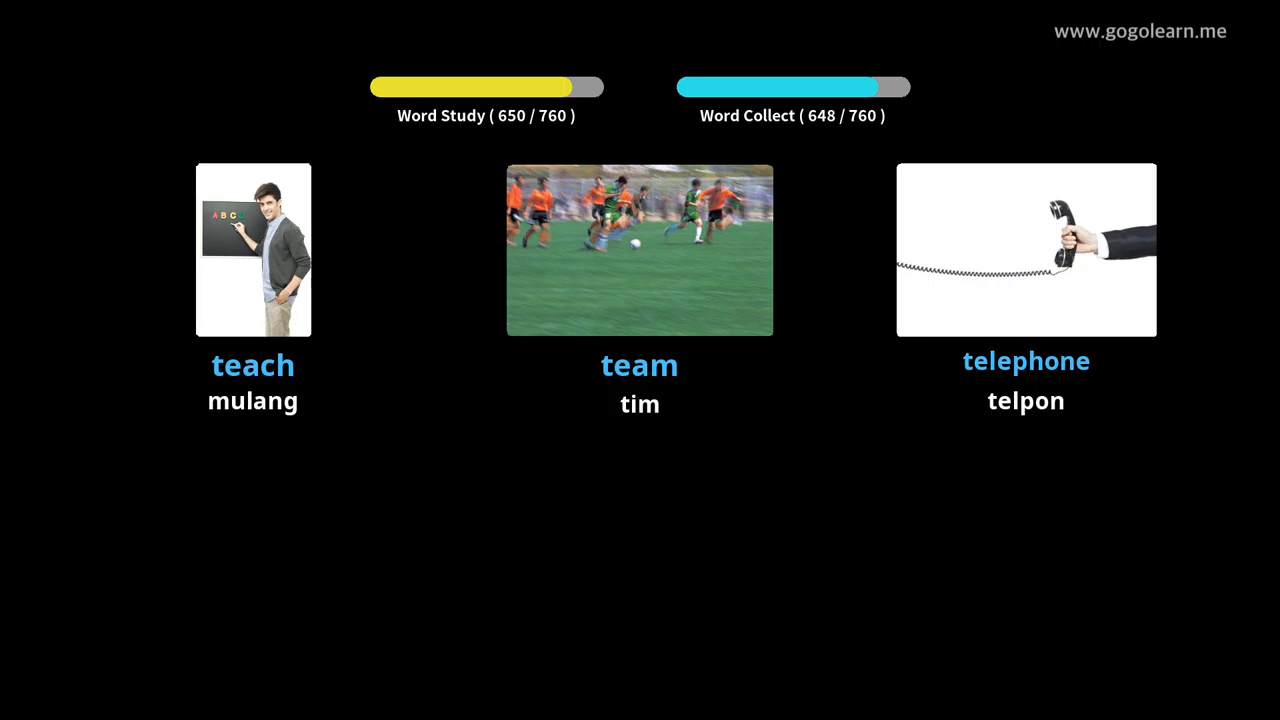 www.gogolearn.me
Word Study ( 650 / 760 )
Word Collect ( 648 / 760 )
A B C D
teach
mulang
team
tim
telephone
telpon